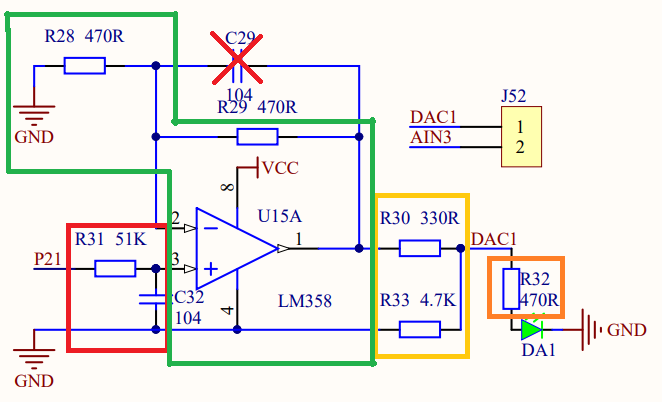 R28 470R
C29
104
R29 470R
GND
J52
DAC1
AIN3
1
2
8
VCC
2
U15A
1
R30 330R
DAC1
R31 51K
P21
3
R32
470R
C32
104
4
LM358
R33 4.7K
GND
DA1
GND